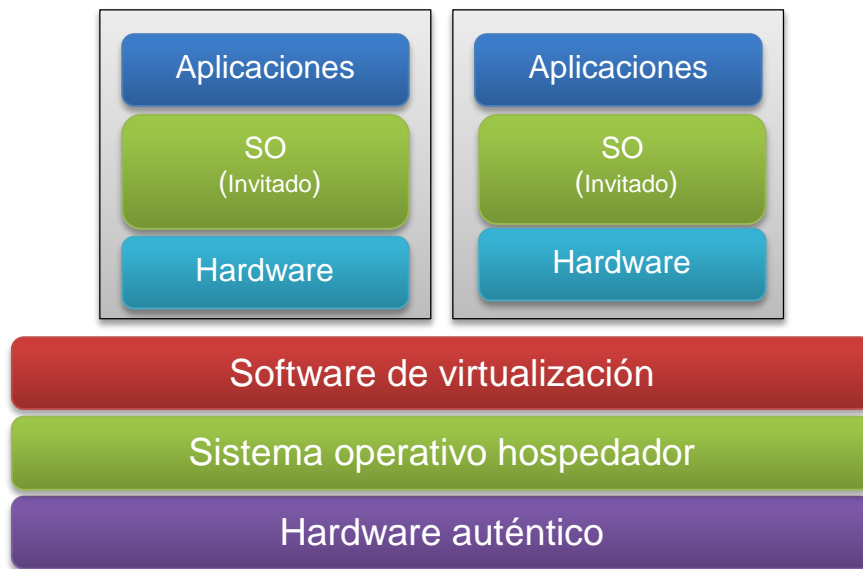 Aplicaciones
SO
(Invitado)
Hardware
Aplicaciones
SO
(Invitado)
Hardware
Software de virtualización
Sistema operativo hospedador
Hardware auténtico